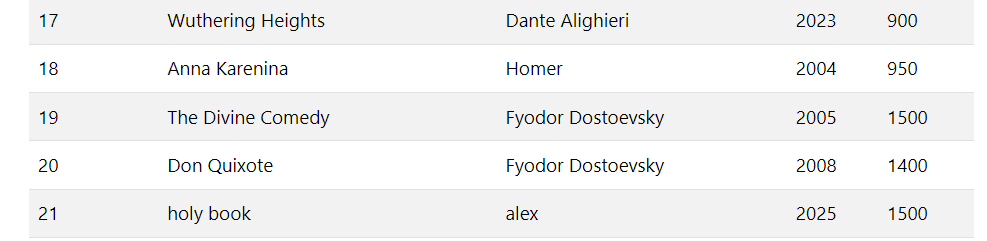 17 Wuthering Heights Dante Alighieri 2023 900
18 Anna Karenina Homer 2004 950
19 The Divine Comedy Fyodor Dostoevsky 2005 1500
20 Don Quixote Fyodor Dostoevsky 2008 1400
21 holy book alex 2025 1500